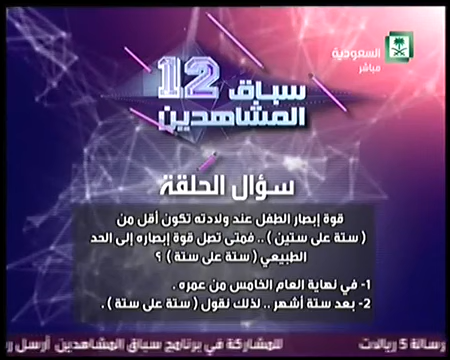 السعودية
مباشر
سباق 12
المشاهدين
سؤال الحلقة
قوة إبصار الطفل عند ولادته تكون أقل من
( ستة على ستين ) .. فمتى تصل قوة إبصاره إلى الحد
الطبيعي ( ستة على ستة ) ؟
1- في نهاية العام الخامس من عمره .
2- بعد ستة أشهر .. لذلك نقول ( ستة على ستة ) .
رسالة 5 ريالات للمشاركة في برنامج سباق المشاهدين أرسل